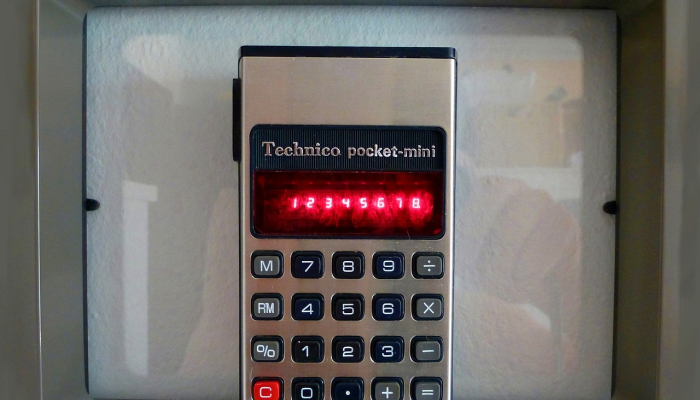 Technico pocket-mini
12345678.
M 7 8 9 ÷
RM 4 5 6 ×
% 1 2 3 −
C 0 · + =